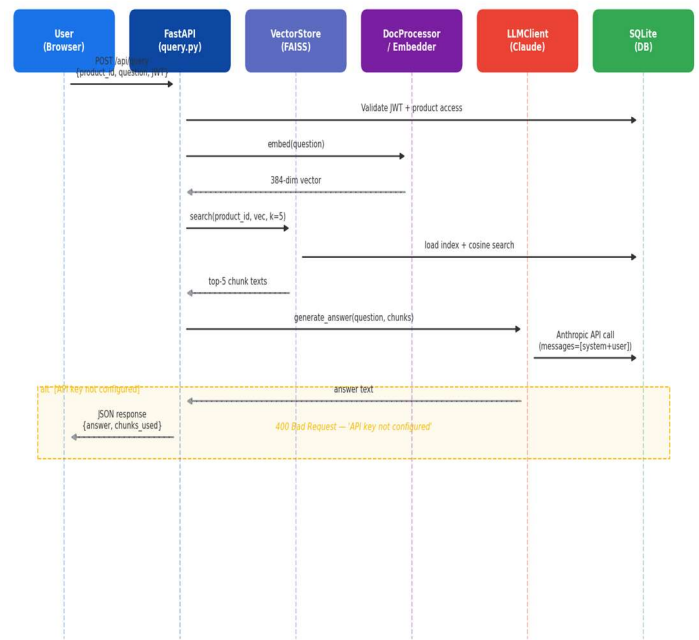 User
(Browser)
FastAPI
(query.py)
VectorStore
(FAISS)
DocProcessor
/ Embedder
LLMClient
(Claude)
SQLite
(DB)
POST /api/query
{product_id, question, JWT}
Validate JWT + product access
embed(question)
384-dim vector
search(product_id, vec, k=5)
load index + cosine search
top-5 chunk texts
generate_answer(question, chunks)
Anthropic API call
(messages=[system+user])
alt  [API key not configured]
answer text
JSON response
{answer, chunks_used}
400 Bad Request — 'API key not configured'